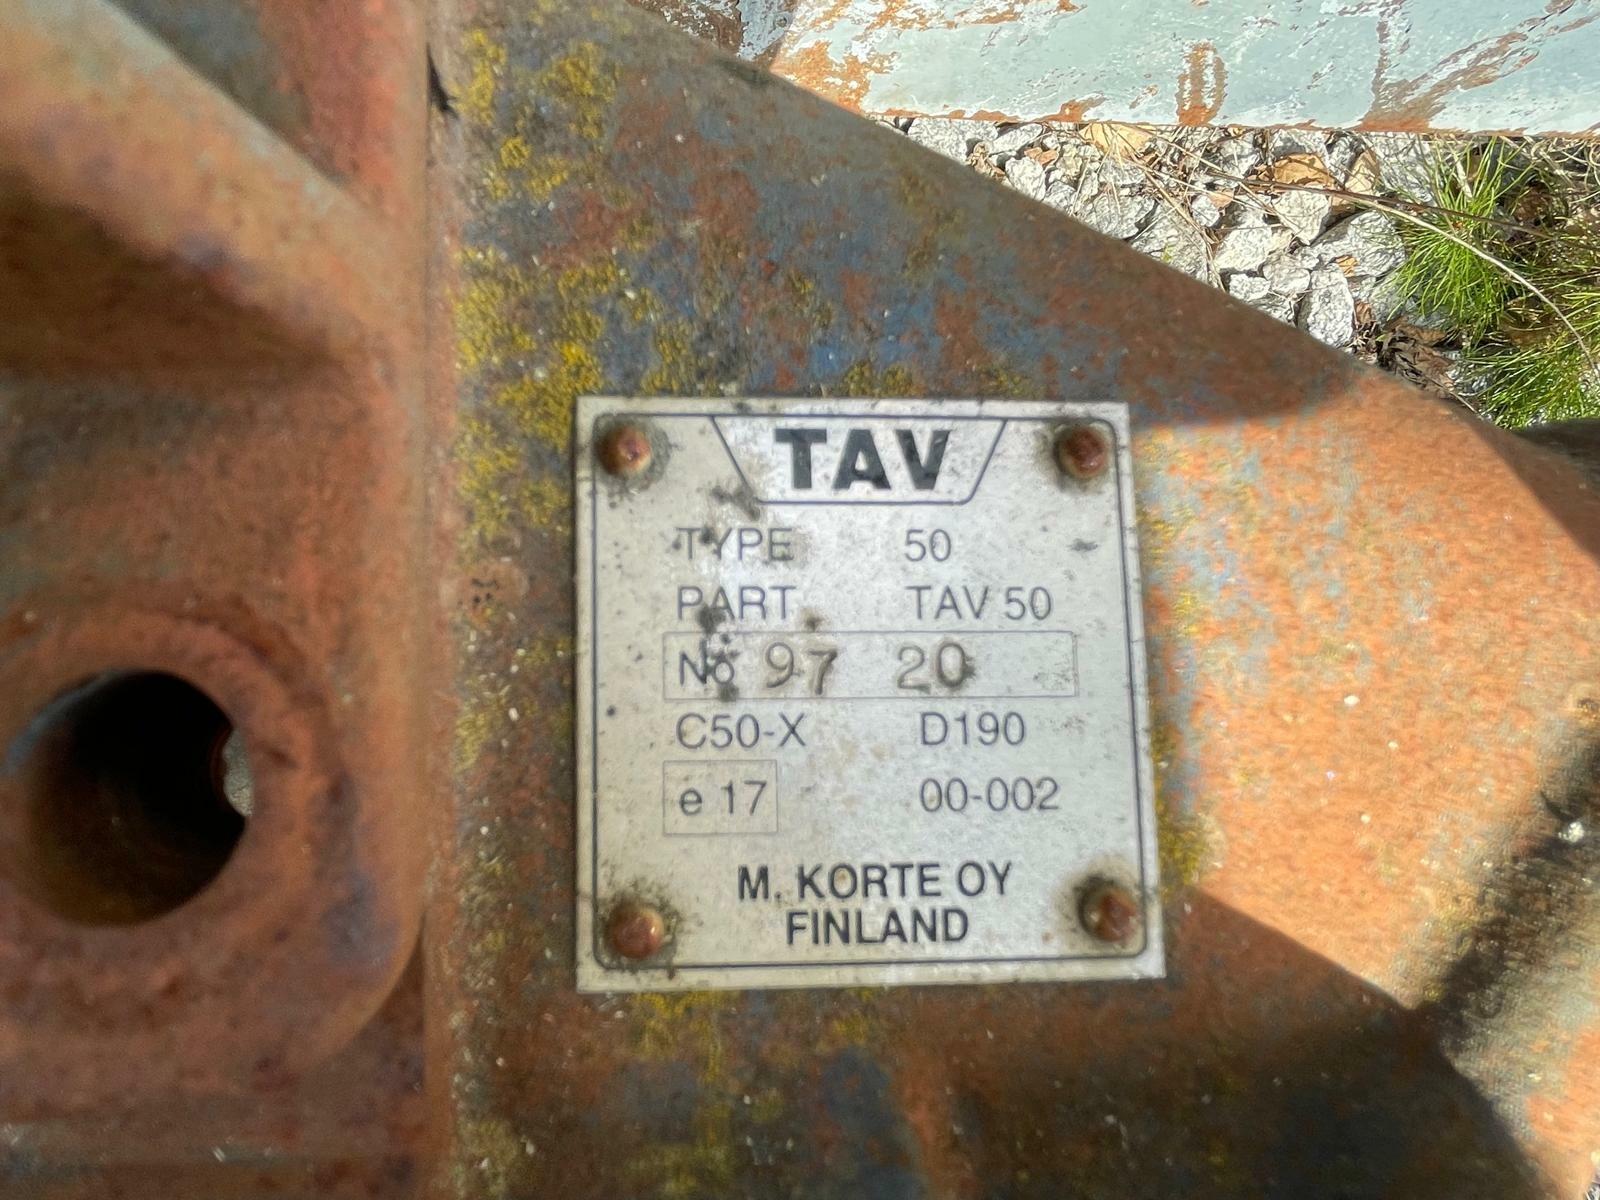 TAV
TYPE 50
PART TAV 50
No 97 20
C50-X D190
e 17 00-002
M. KORTE OY
FINLAND